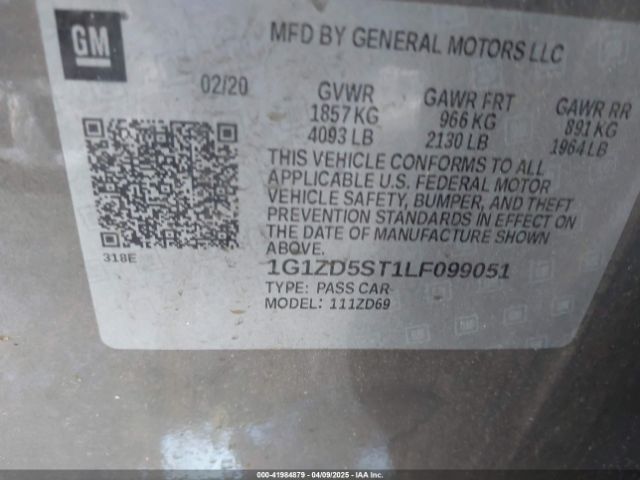 GM
MFD BY GENERAL MOTORS LLC
02/20 GVWR GAWR FRT GAWR RR
1857 KG 966 KG 891 KG
4093 LB 2130 LB 1964 LB
THIS VEHICLE CONFORMS TO ALL
APPLICABLE U.S. FEDERAL MOTOR
VEHICLE SAFETY, BUMPER, AND THEFT
PREVENTION STANDARDS IN EFFECT ON
THE DATE OF MANUFACTURE SHOWN
ABOVE.
318E
1G1ZD5ST1LF099051
TYPE: PASS CAR
MODEL: 111ZD69
000-41984879 - 04/09/2025 -